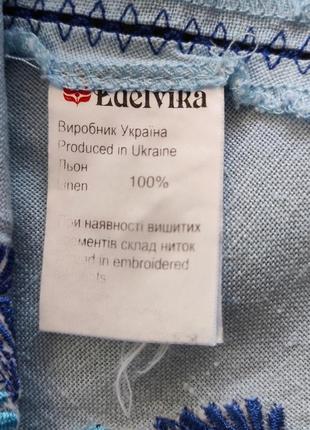 Edelvika
Виробник Україна
Produced in Ukraine
Льон
Linen 100%
При наявності вишитих
елементів склад ниток
in embroidered